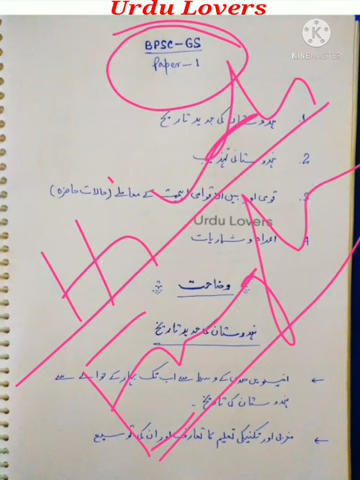 Urdu Lovers
BPSC-GS
Paper-1
KINEMASTER
1. ہندوستان کی جدید تاریخ
2. ہندوستانی تہذیب
3. قومی اور بین الاقوامی اہمیت کے معاملے (حالات حاضرہ)
Urdu Lovers
4. اعداد و شماریات
وضاحت
ہندوستان کی جدید تاریخ
← انیسویں صدی کے وسط سے اب تک بہار کے حوالے سے
ہندوستان کی تاریخ۔
← مغربی اور تکنیکی تعلیم کا تعارف اور ان کی توسیع